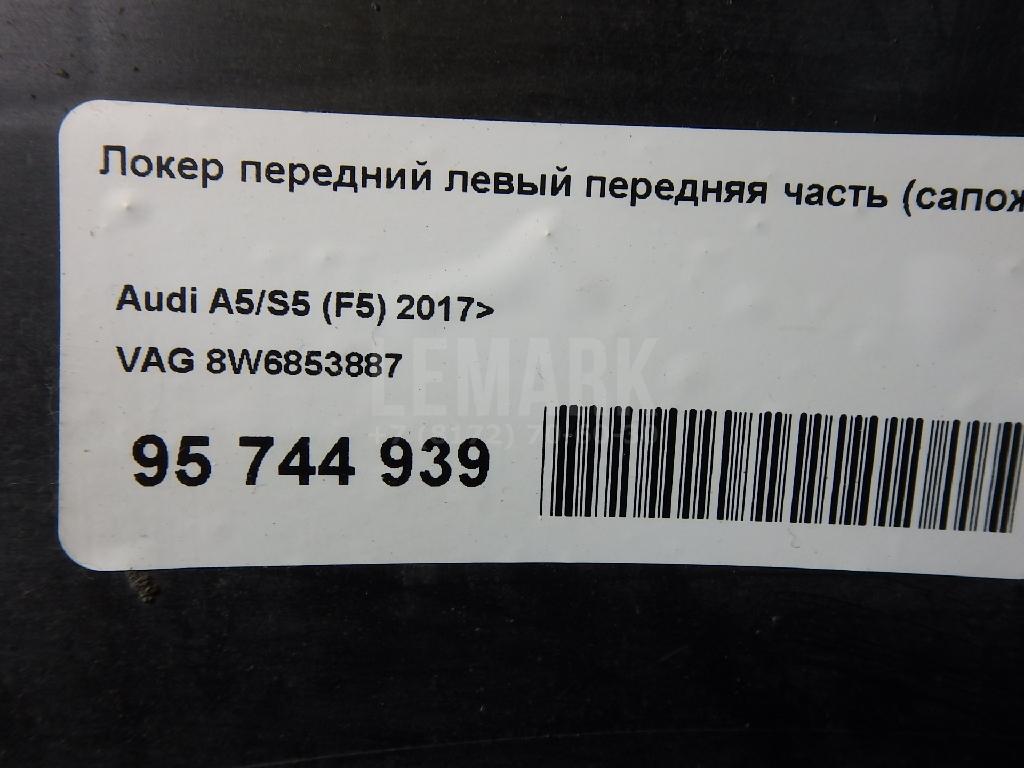 Локер передний левый передняя часть (сапож
Audi A5/S5 (F5) 2017>
VAG 8W6853887
LEMARK
95 744 939